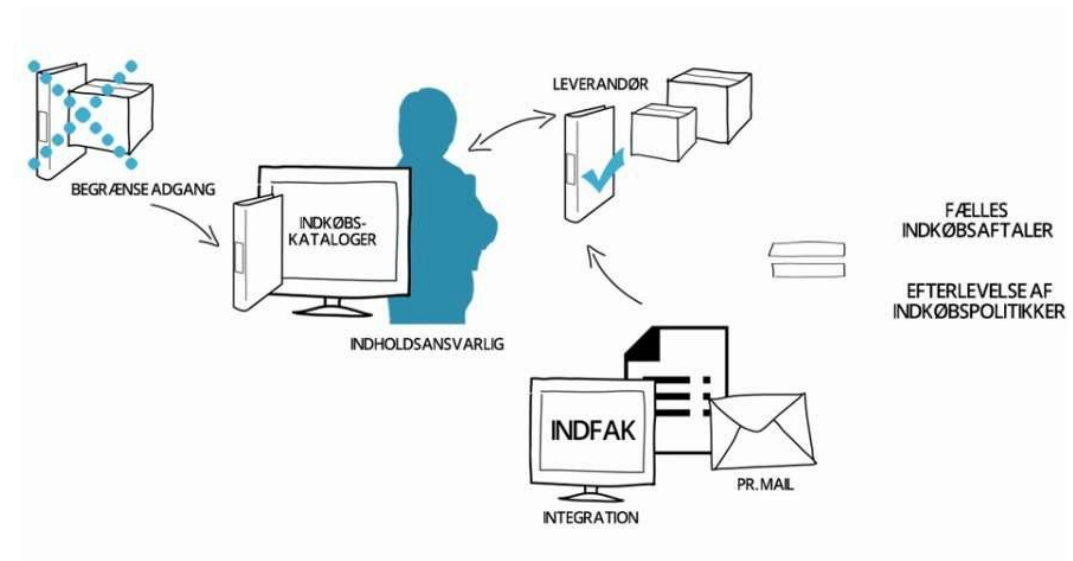 LEVERANDØR
BEGRÆNSE ADGANG
INDKØBS-
KATALOGER
FÆLLES
INDKØBSAFTALER
EFTERLEVELSE AF
INDKØBSPOLITIKKER
INDHOLDSANSVARLIG
INDFAK
PR. MAIL
INTEGRATION